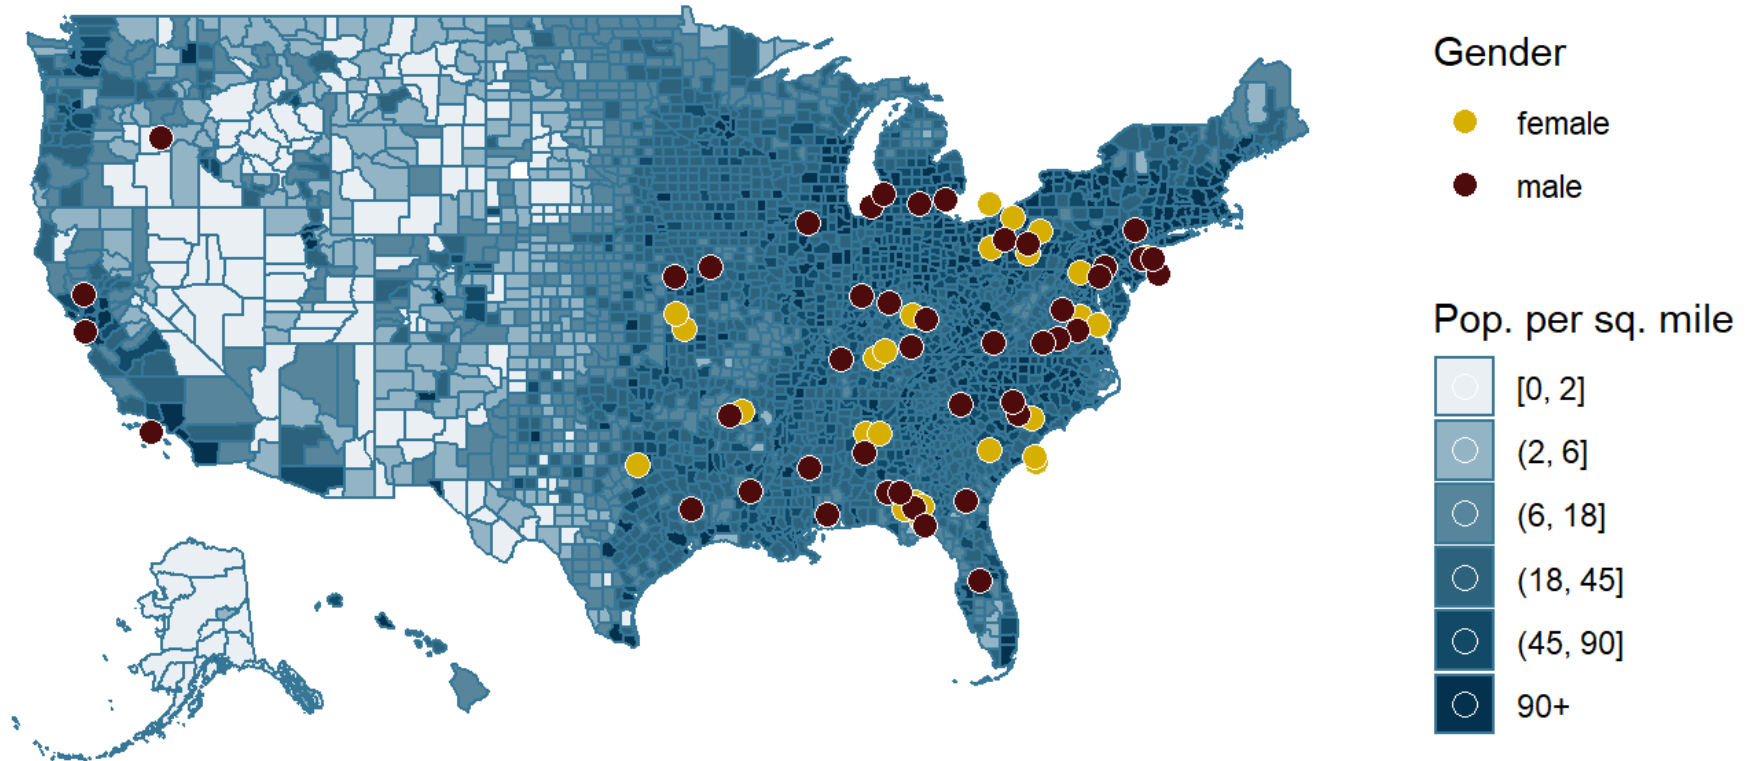 Gender
female
male
Pop. per sq. mile
[0, 2]
(2, 6]
(6, 18]
(18, 45]
(45, 90]
90+